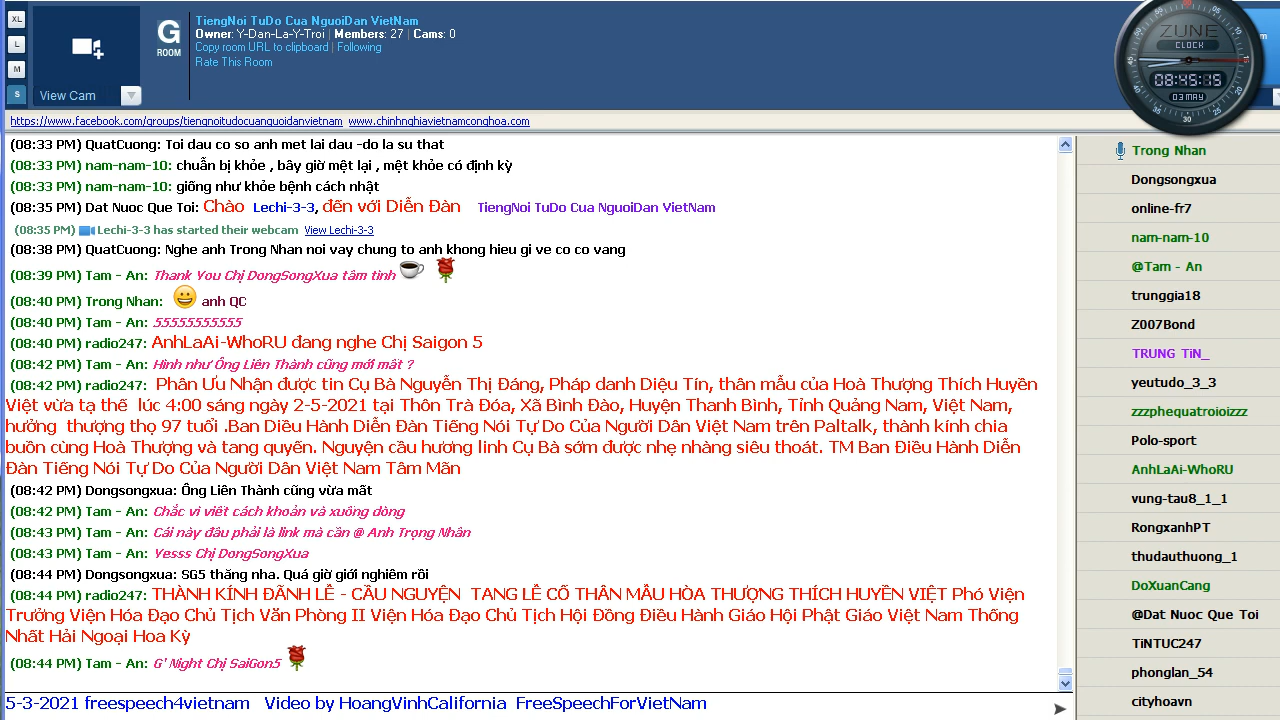 XL
L
M
S
View Cam
G
ROOM
TiengNoi TuDo Cua NguoiDan VietNam
Owner: Y-Dan-La-Y-Troi | Members: 27 | Cams: 0
Copy room URL to clipboard | Following
Rate This Room
ZUNE
CLOCK
08:45:15
03 MAY
https://www.facebook.com/groups/tiengnoitudocuanguoidanvietnam www.chinhnghiavietnamconghoa.com
(08:33 PM) QuatCuong: Toi dau co so anh met lai dau -do la su that
(08:33 PM) nam-nam-10: chuẩn bị khỏe , bây giờ mệt lại , mệt khỏe có định kỳ
(08:33 PM) nam-nam-10: giống như khỏe bệnh cách nhật
(08:35 PM) Dat Nuoc Que Toi: Chào Lechi-3-3, đến với Diễn Đàn TiengNoi TuDo Cua NguoiDan VietNam
(08:35 PM) Lechi-3-3 has started their webcam View Lechi-3-3
(08:38 PM) QuatCuong: Nghe anh Trong Nhan noi vay chung to anh khong hieu gi ve co co vang
(08:39 PM) Tam - An: Thank You Chị DongSongXua tâm tình
(08:40 PM) Trong Nhan: anh QC
(08:40 PM) Tam - An: 55555555555
(08:40 PM) radio247: AnhLaAi-WhoRU đang nghe Chị Saigon 5
(08:42 PM) Tam - An: Hình như Ông Liên Thành cũng mới mất ?
(08:42 PM) radio247: Phân Ưu Nhận được tin Cụ Bà Nguyễn Thị Đáng, Pháp danh Diệu Tín, thân mẫu của Hoà Thượng Thích Huyền
Việt vừa tạ thế lúc 4:00 sáng ngày 2-5-2021 tại Thôn Trà Đóa, Xã Bình Đào, Huyện Thanh Bình, Tỉnh Quảng Nam, Việt Nam,
hưởng thượng thọ 97 tuổi .Ban Diều Hành Diễn Đàn Tiếng Nói Tự Do Của Người Dân Việt Nam trên Paltalk, thành kính chia
buồn cùng Hoà Thượng và tang quyến. Nguyện cầu hương linh Cụ Bà sớm được nhẹ nhàng siêu thoát. TM Ban Điều Hành Diễn
Đàn Tiếng Nói Tự Do Của Người Dân Việt Nam Tâm Mãn
(08:42 PM) Dongsongxua: Ông Liên Thành cũng vừa mất
(08:42 PM) Tam - An: Chắc vì viết cách khoản và xuông dòng
(08:43 PM) Tam - An: Cái này đâu phải là link mà cần @ Anh Trọng Nhân
(08:43 PM) Tam - An: Yesss Chị DongSongXua
(08:44 PM) Dongsongxua: SG5 thăng nha. Quá giờ giới nghiêm rồi
(08:44 PM) radio247: THÀNH KÍNH ĐÃNH LỄ - CẦU NGUYỆN TANG LỄ CỐ THÂN MẪU HÒA THƯỢNG THÍCH HUYỀN VIỆT Phó Viện
Trưởng Viện Hóa Đạo Chủ Tịch Văn Phòng II Viện Hóa Đạo Chủ Tịch Hội Đồng Điều Hành Giáo Hội Phật Giáo Việt Nam Thống
Nhất Hải Ngoại Hoa Kỳ
(08:44 PM) Tam - An: G' Night Chị SaiGon5
Trong Nhan
Dongsongxua
online-fr7
nam-nam-10
@Tam - An
trunggia18
Z007Bond
TRUNG TiN_
yeutudo_3_3
zzzphequatroioizzz
Polo-sport
AnhLaAi-WhoRU
vung-tau8_1_1
RongxanhPT
thudauthuong_1
DoXuanCang
@Dat Nuoc Que Toi
TiNTUC247
phonglan_54
cityhoavn
5-3-2021 freespeech4vietnam Video by HoangVinhCalifornia FreeSpeechForVietNam